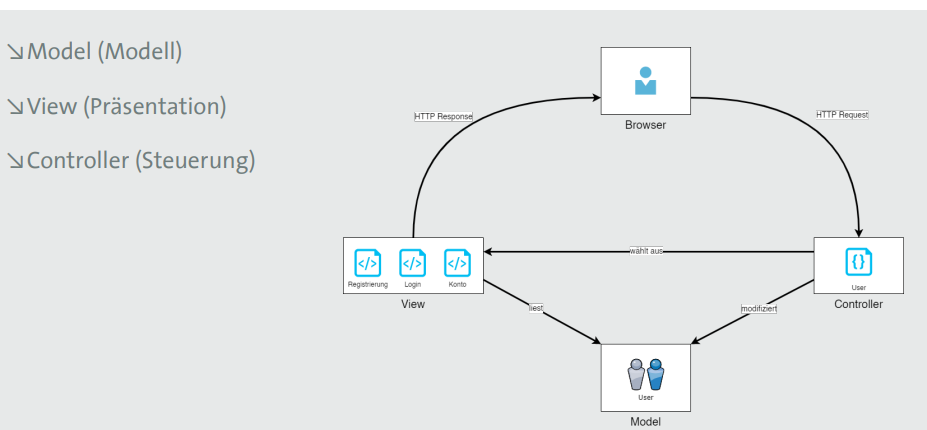 ↘Model (Modell)
↘View (Präsentation)
↘Controller (Steuerung)
Browser
HTTP Response
HTTP Request
wählt aus
</>
</>
</>
Registrierung Login Konto
View
{}
User
Controller
liest
modifiziert
User
Model